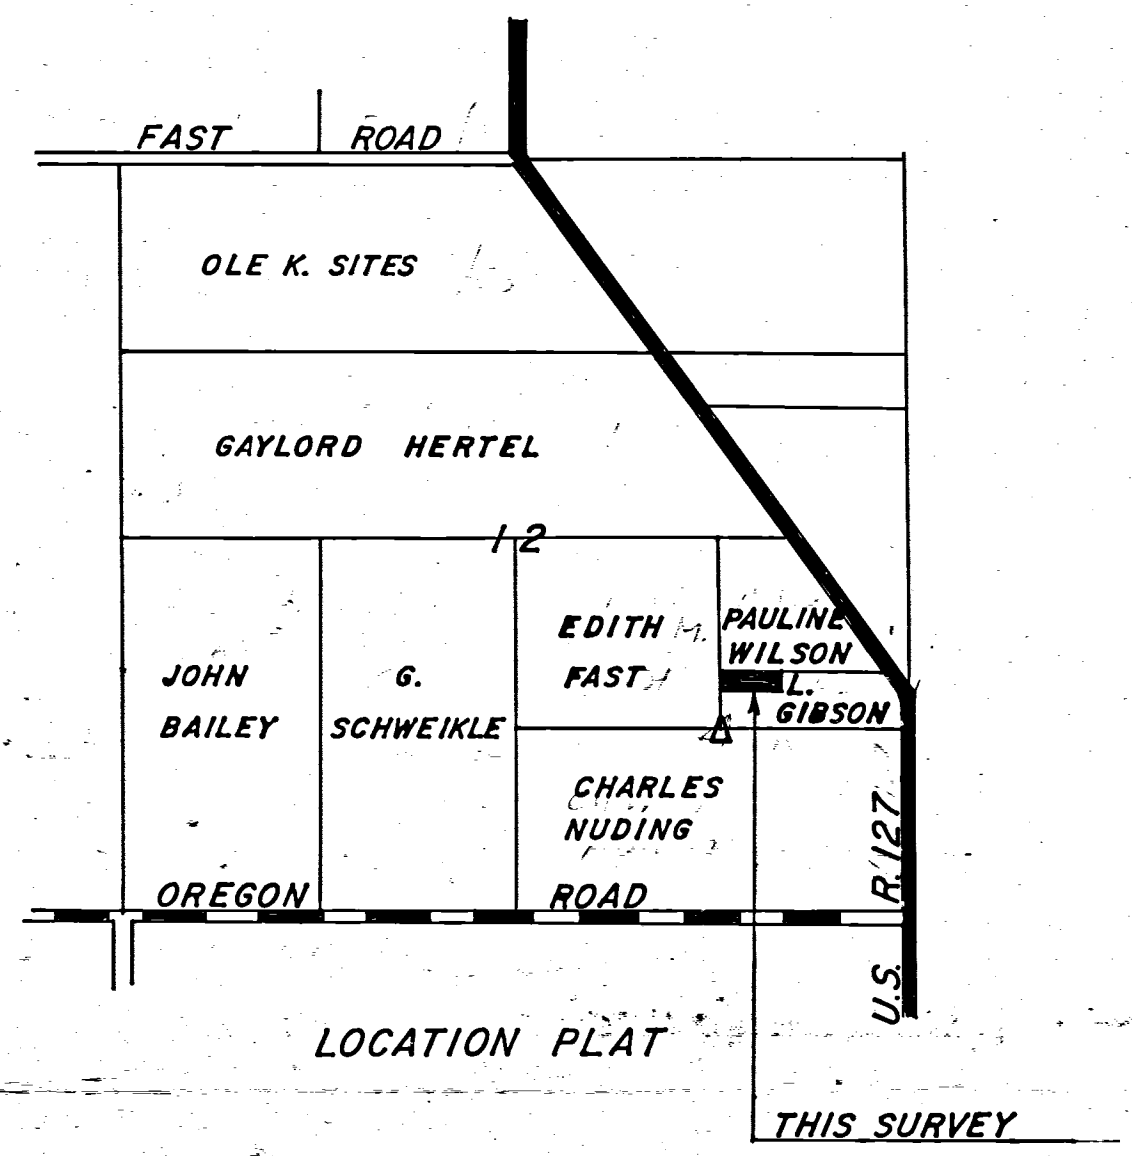 FAST ROAD
OLE K. SITES
GAYLORD HERTEL
12
EDITH M.
FAST
PAULINE
WILSON
L.
GIBSON
JOHN
BAILEY
G.
SCHWEIKLE
CHARLES
NUDING
OREGON ROAD
U.S. R. 127
LOCATION PLAT
THIS SURVEY